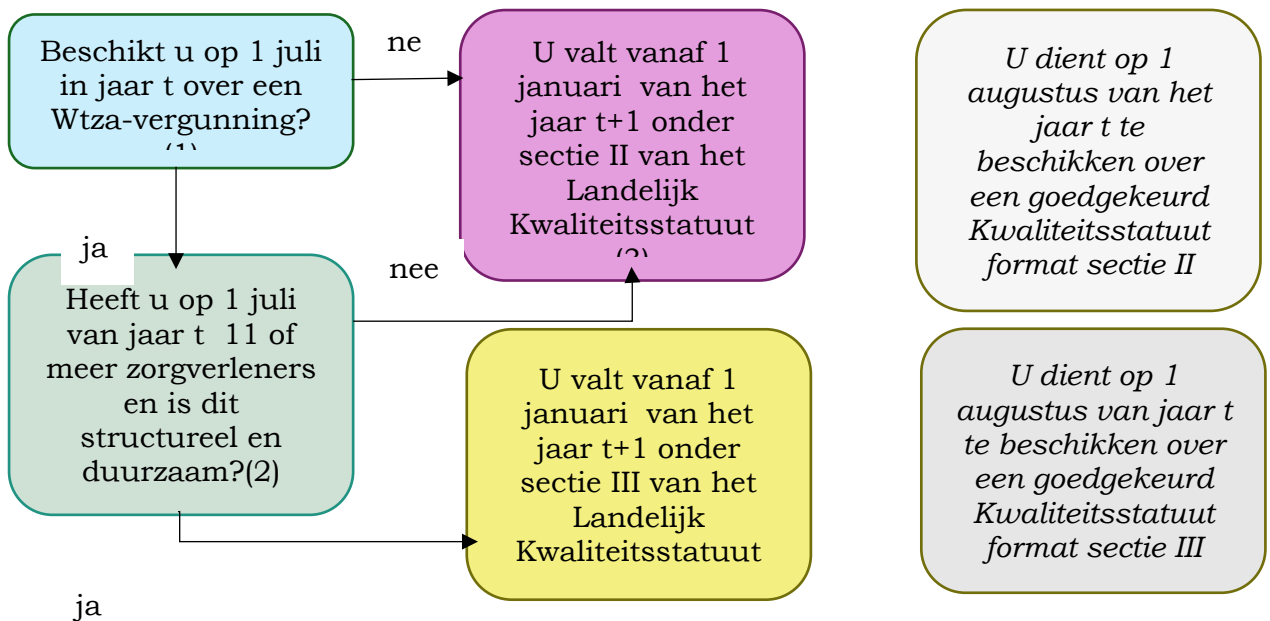 Beschikt u op 1 juli
in jaar t over een
Wtza-vergunning?
(1)
ne
U valt vanaf 1
januari van het
jaar t+1 onder
sectie II van het
Landelijk
Kwaliteitsstatuut
U dient op 1
augustus van het
jaar t te
beschikken over
een goedgekeurd
Kwaliteitsstatuut
format sectie II
ja
nee
Heeft u op 1 juli
van jaar t 11 of
meer zorgverleners
en is dit
structureel en
duurzaam?(2)
U valt vanaf 1
januari van het
jaar t+1 onder
sectie III van het
Landelijk
Kwaliteitsstatuut
U dient op 1
augustus van jaar t
te beschikken over
een goedgekeurd
Kwaliteitsstatuut
format sectie III
ja